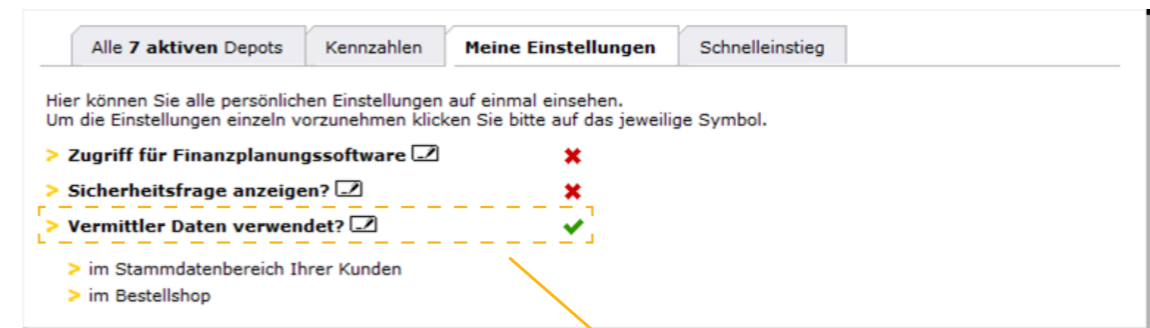 Alle 7 aktiven Depots Kennzahlen Meine Einstellungen Schnelleinstieg
Hier können Sie alle persönlichen Einstellungen auf einmal einsehen.
Um die Einstellungen einzeln vorzunehmen klicken Sie bitte auf das jeweilige Symbol.
> Zugriff für Finanzplanungssoftware
> Sicherheitsfrage anzeigen?
> Vermittler Daten verwendet?
> im Stammdatenbereich Ihrer Kunden
> im Bestellshop